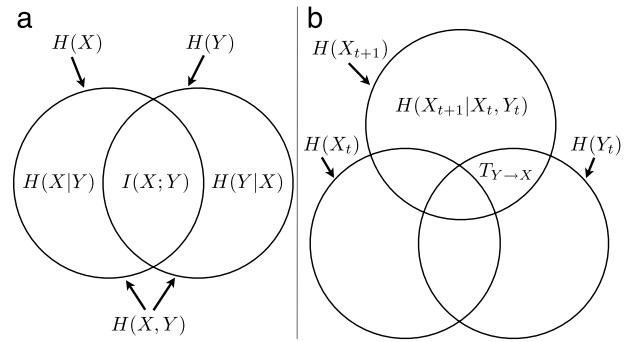 a
H(X)
H(Y)
H(X|Y)
I(X;Y)
H(Y|X)
H(X,Y)
b
H(X_{t+1})
H(X_{t+1}|X_t, Y_t)
H(X_t)
H(Y_t)
T_{Y→X}